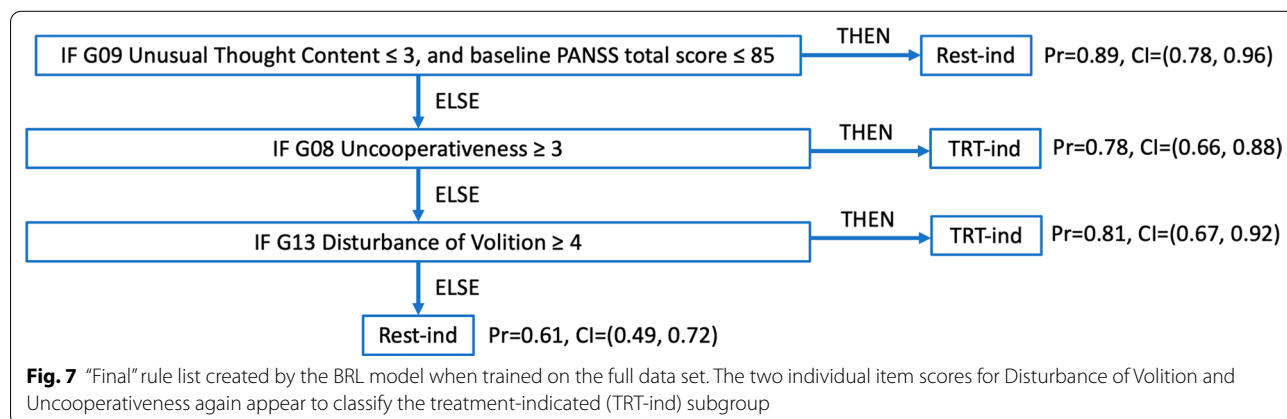 IF G09 Unusual Thought Content ≤ 3, and baseline PANSS total score ≤ 85
THEN
Rest-ind
Pr=0.89, CI=(0.78, 0.96)
ELSE
IF G08 Uncooperativeness ≥ 3
THEN
TRT-ind
Pr=0.78, CI=(0.66, 0.88)
ELSE
IF G13 Disturbance of Volition ≥ 4
THEN
TRT-ind
Pr=0.81, CI=(0.67, 0.92)
ELSE
Rest-ind
Pr=0.61, CI=(0.49, 0.72)
Fig. 7 “Final” rule list created by the BRL model when trained on the full data set. The two individual item scores for Disturbance of Volition and
Uncooperativeness again appear to classify the treatment-indicated (TRT-ind) subgroup